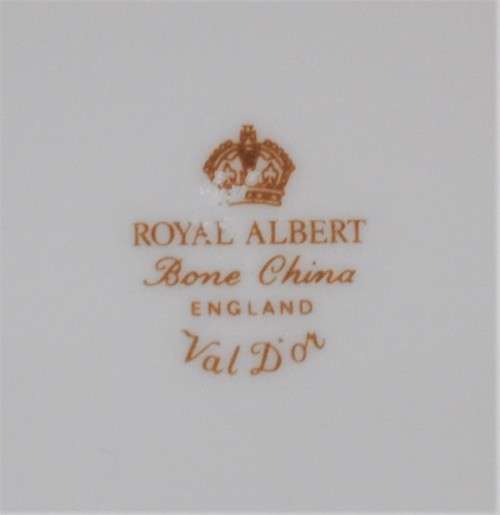 ROYAL ALBERT
Bone China
ENGLAND
Val D'or